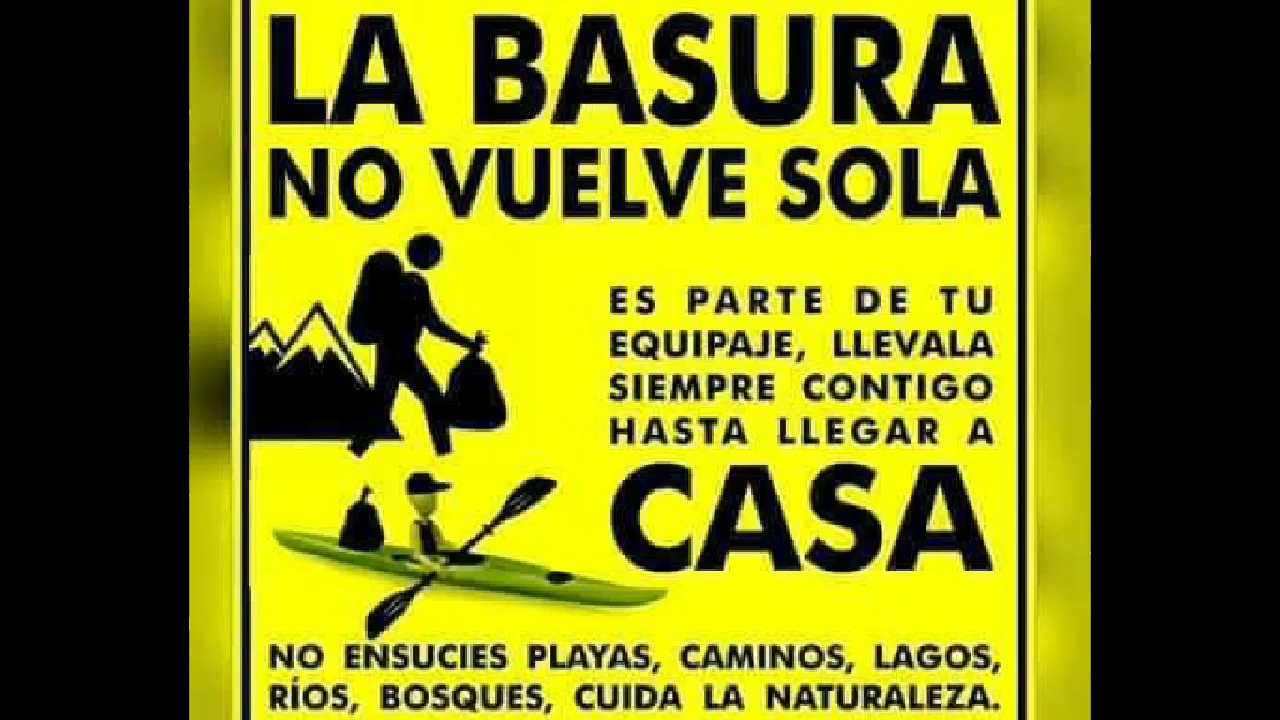 LA BASURA
NO VUELVE SOLA
ES PARTE DE TU
EQUIPAJE, LLEVALA
SIEMPRE CONTIGO
HASTA LLEGAR A
CASA
NO ENSUCIES PLAYAS, CAMINOS, LAGOS,
RÍOS, BOSQUES, CUIDA LA NATURALEZA.